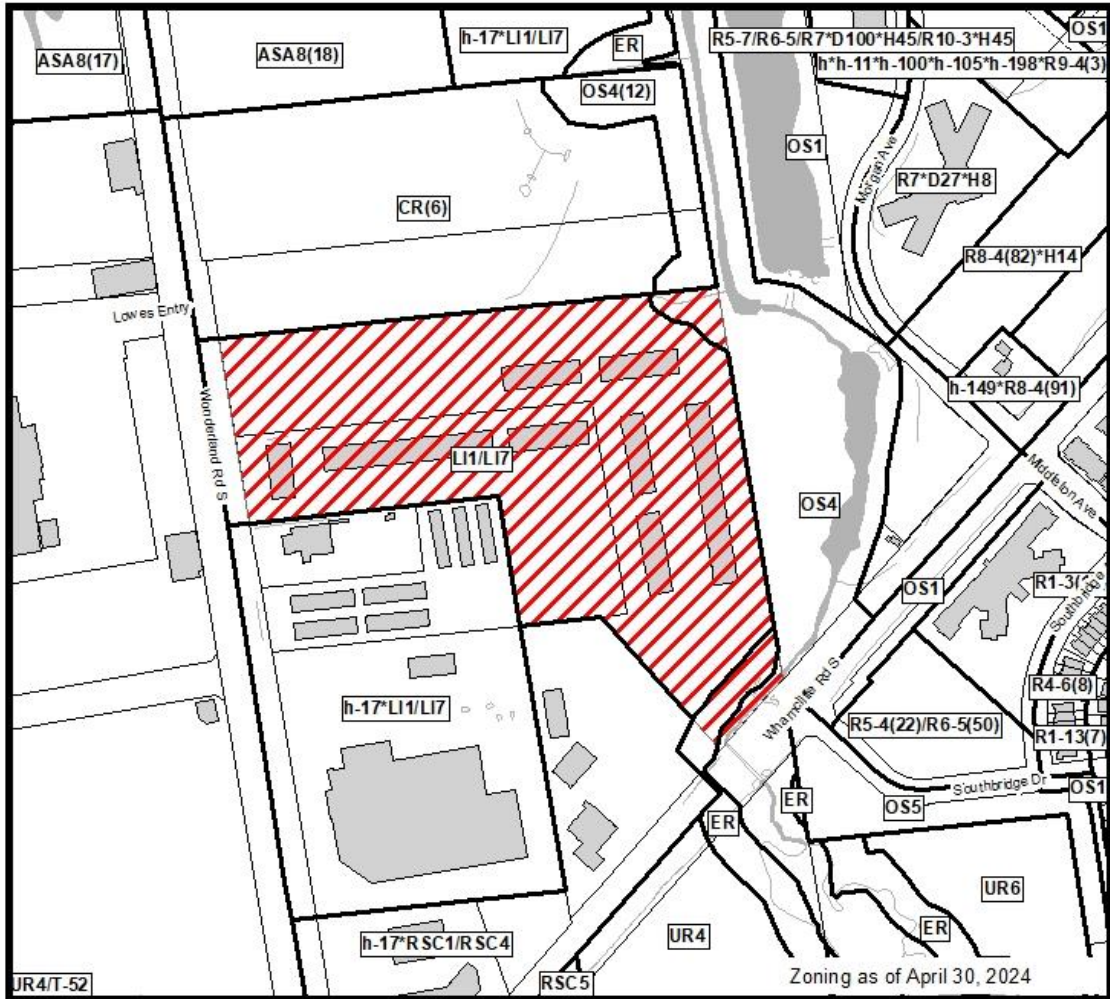 OS1
h-17*LI1/LI7
ER
R5-7/R6-5/R7*D100*H45/R10-3*H45
ASA8(17)
ASA8(18)
h*h-11*h-100*h-105*h-198*R9-4(3)
OS4(12)
OS1
Morgan Ave
R7*D27*H8
CR(6)
R8-4(82)*H14
Lowes Entry
h-149*R8-4(91)
Wonderland Rd S
LI1/LI7
Middleton Ave
OS4
OS1
R1-3(
Southbridge
Wharncliffe Rd S
R4-6(8)
h-17*LI1/LI7
R5-4(22)/R6-5(50)
R1-13(7)
Southbridge Dr
OS1
ER
OS5
ER
UR6
ER
UR4
h-17*RSC1/RSC4
RSC5
UR4/T-52
Zoning as of April 30, 2024